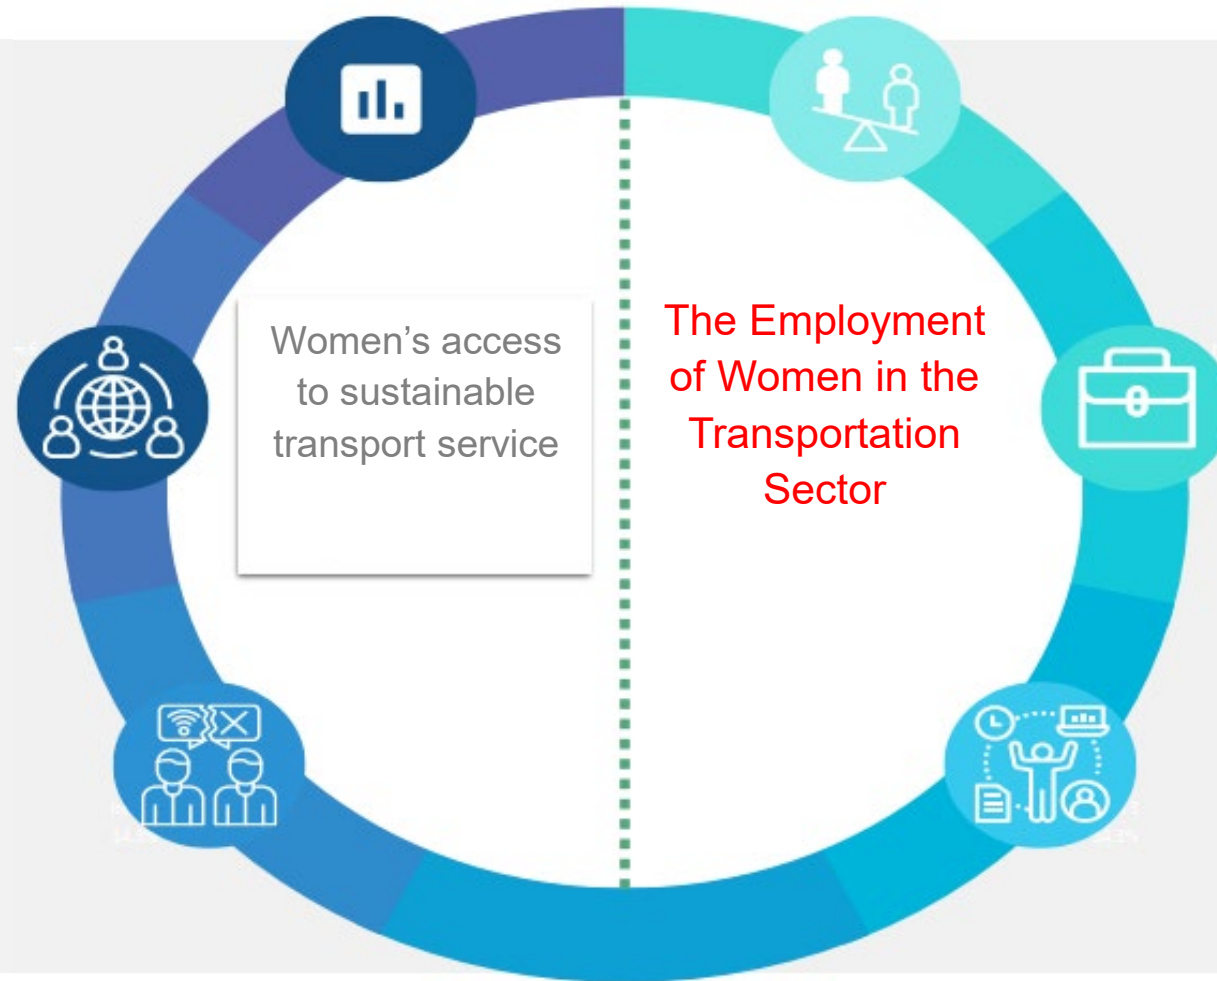 Women’s access
to sustainable
transport service
The Employment
of Women in the
Transportation
Sector